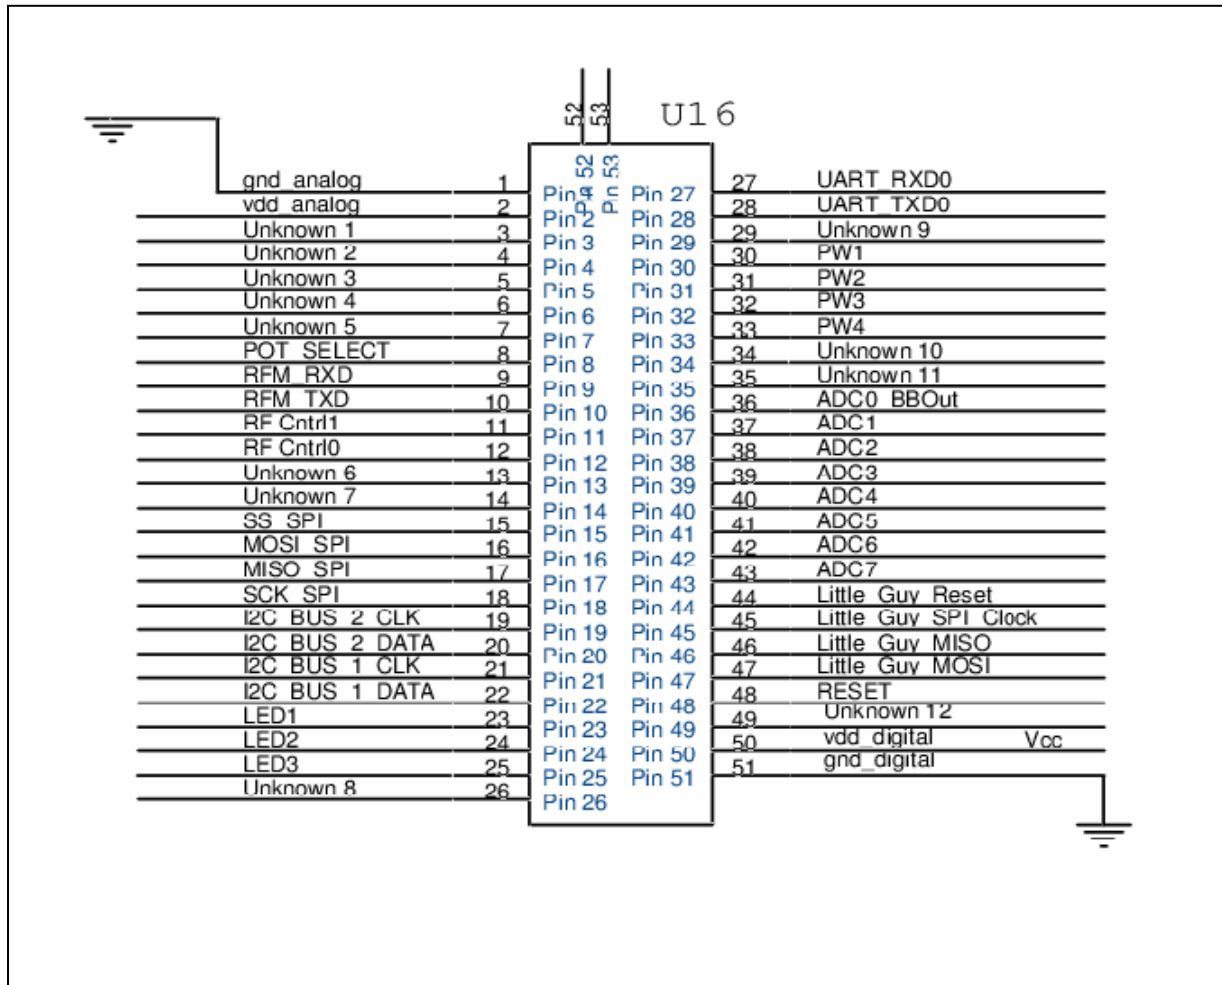 52 53 U16
Pin 52 Pin 53
gnd_analog 1 Pin 1 Pin 27 27 UART_RXD0
vdd_analog 2 Pin 2 Pin 28 28 UART_TXD0
Unknown 1 3 Pin 3 Pin 29 29 Unknown 9
Unknown 2 4 Pin 4 Pin 30 30 PW1
Unknown 3 5 Pin 5 Pin 31 31 PW2
Unknown 4 6 Pin 6 Pin 32 32 PW3
Unknown 5 7 Pin 7 Pin 33 33 PW4
POT_SELECT 8 Pin 8 Pin 34 34 Unknown 10
RFM_RXD 9 Pin 9 Pin 35 35 Unknown 11
RFM_TXD 10 Pin 10 Pin 36 36 ADC0_BBOut
RF Cntrl1 11 Pin 11 Pin 37 37 ADC1
RF Cntrl0 12 Pin 12 Pin 38 38 ADC2
Unknown 6 13 Pin 13 Pin 39 39 ADC3
Unknown 7 14 Pin 14 Pin 40 40 ADC4
SS_SPI 15 Pin 15 Pin 41 41 ADC5
MOSI_SPI 16 Pin 16 Pin 42 42 ADC6
MISO_SPI 17 Pin 17 Pin 43 43 ADC7
SCK_SPI 18 Pin 18 Pin 44 44 Little_Guy_Reset
I2C_BUS_2_CLK 19 Pin 19 Pin 45 45 Little_Guy_SPI_Clock
I2C_BUS_2_DATA 20 Pin 20 Pin 46 46 Little_Guy_MISO
I2C_BUS_1_CLK 21 Pin 21 Pin 47 47 Little_Guy_MOSI
I2C_BUS_1_DATA 22 Pin 22 Pin 48 48 RESET
LED1 23 Pin 23 Pin 49 49 Unknown 12
LED2 24 Pin 24 Pin 50 50 vdd_digital Vcc
LED3 25 Pin 25 Pin 51 51 gnd_digital
Unknown 8 26 Pin 26